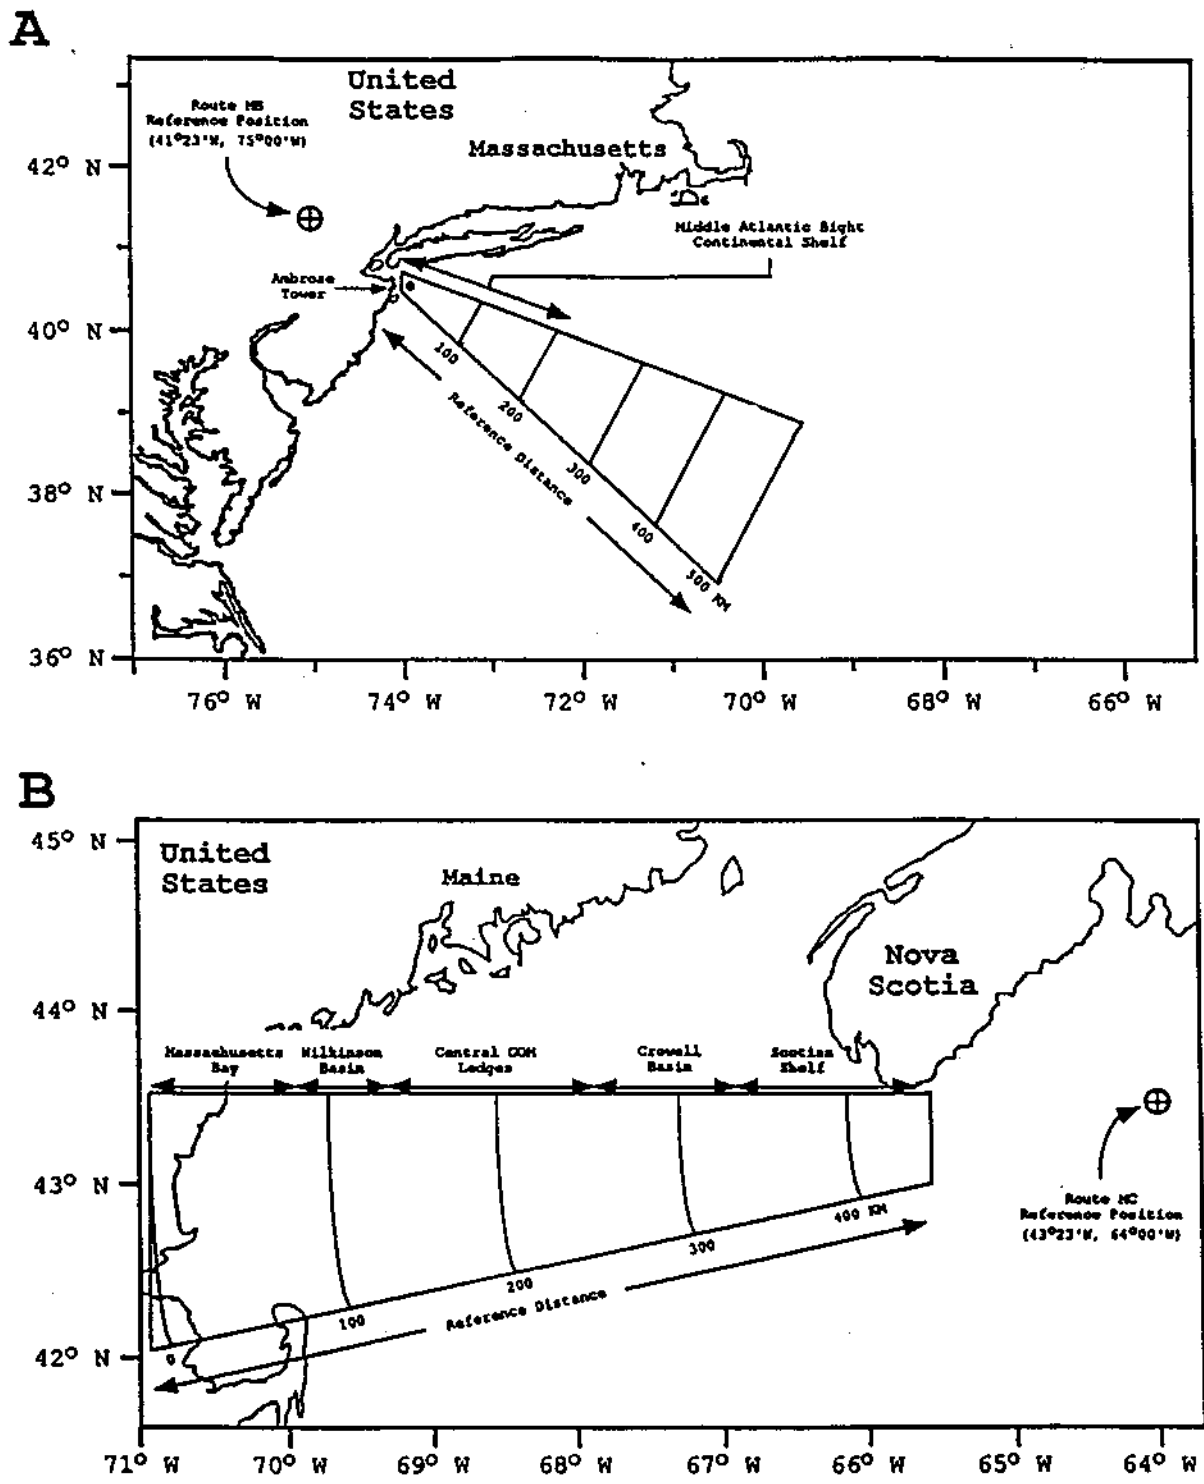 A
United
States
Route MB
Reference Position
(41°23'N, 75°00'W)
Massachusetts
42° N
Middle Atlantic Bight
Continental Shelf
Ambrose
Tower
40° N
0
100
200
300
400
500 KM
Reference Distance
38° N
36° N
76° W 74° W 72° W 70° W 68° W 66° W
B
45° N
United
States
Maine
Nova
Scotia
44° N
Massachusetts
Bay
Wilkinson
Basin
Central GOM
Ledges
Crowell
Basin
Scotian
Shelf
43° N
Route MC
Reference Position
(43°23'N, 64°00'W)
400 KM
300
200
100
0
Reference Distance
42° N
71° W 70° W 69° W 68° W 67° W 66° W 65° W 64° W